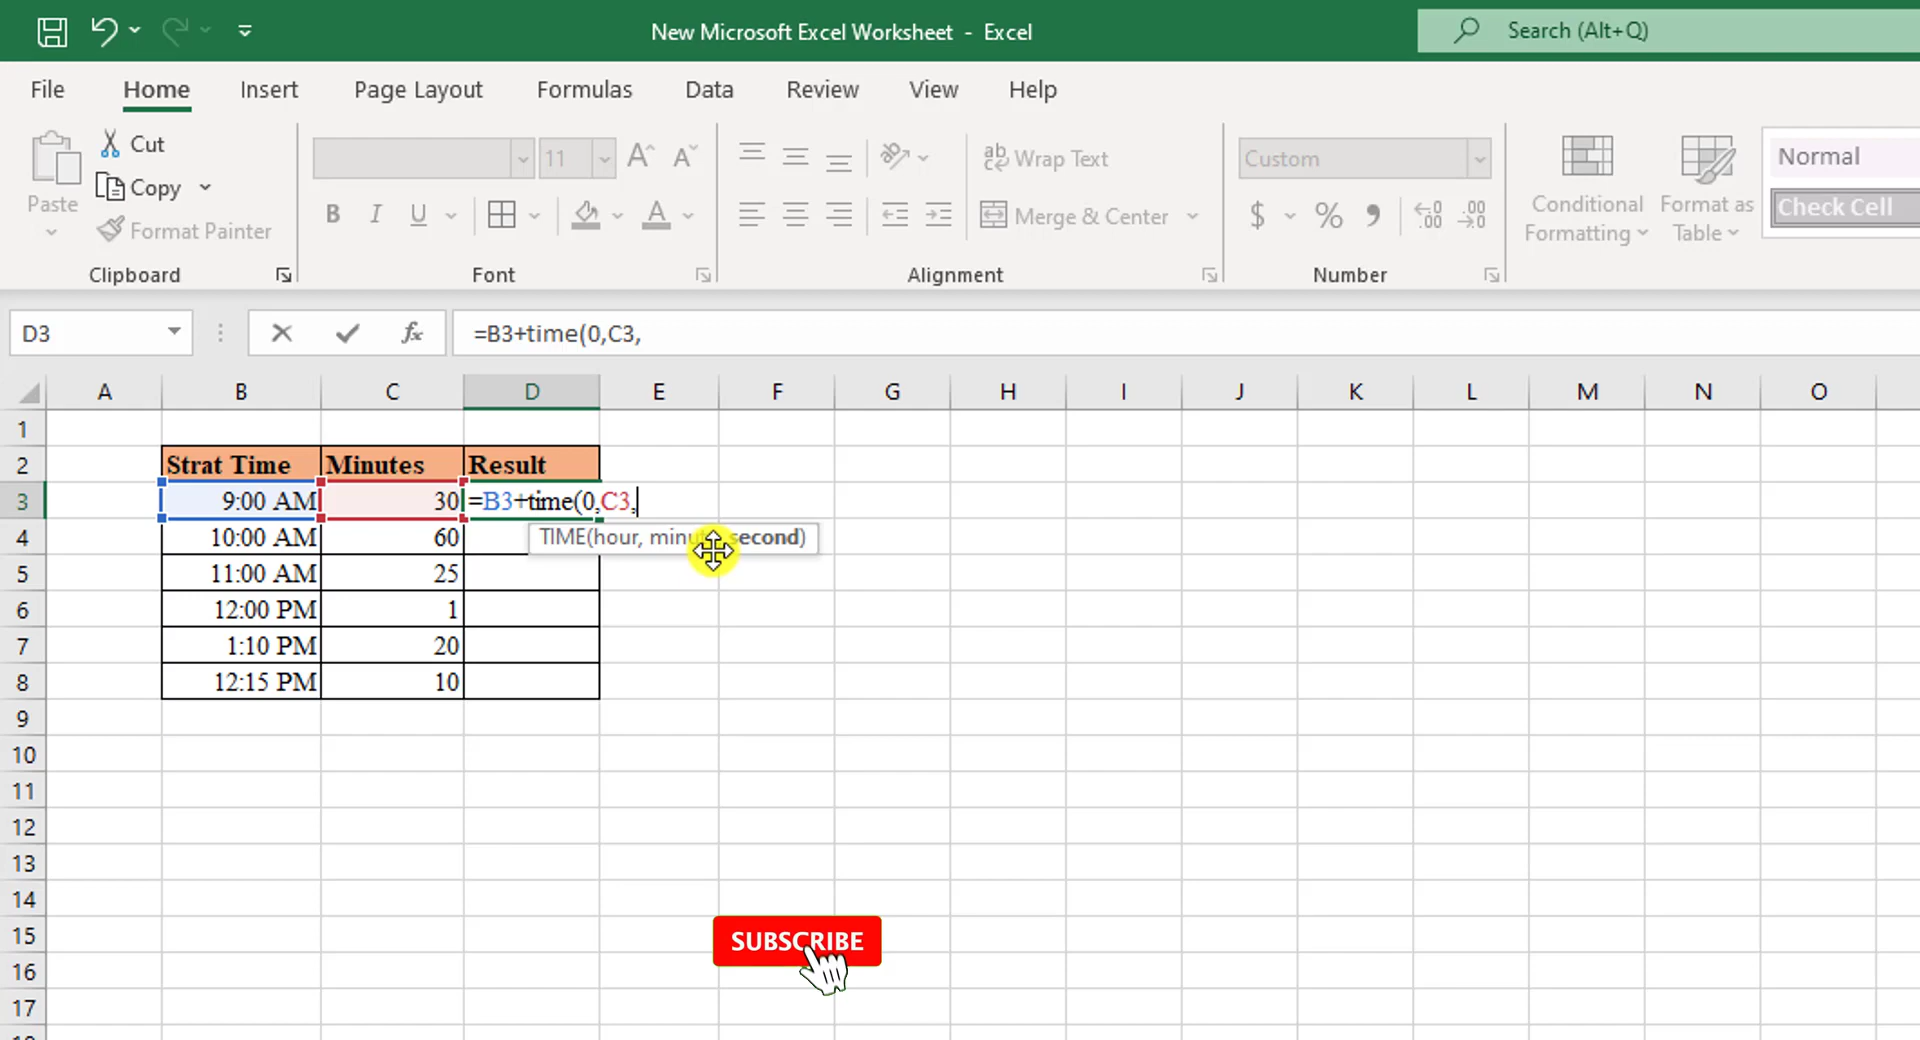 New Microsoft Excel Worksheet - Excel
Search (Alt+Q)
File Home Insert Page Layout Formulas Data Review View Help
Paste
Cut
Copy
Format Painter
Clipboard
11
B I U
Font
Wrap Text
Merge & Center
Alignment
Custom
$ % 9
Number
Conditional Formatting
Format as Table
Normal
Check Cell
D3
fx
=B3+time(0,C3,
A B C D E F G H I J K L M N O
1
2 Strat Time Minutes Result
3 9:00 AM 30 =B3+time(0,C3,
TIME(hour, minu second)
4 10:00 AM 60
5 11:00 AM 25
6 12:00 PM 1
7 1:10 PM 20
8 12:15 PM 10
9
10
11
12
13
14
15
SUBSCRIBE
16
17